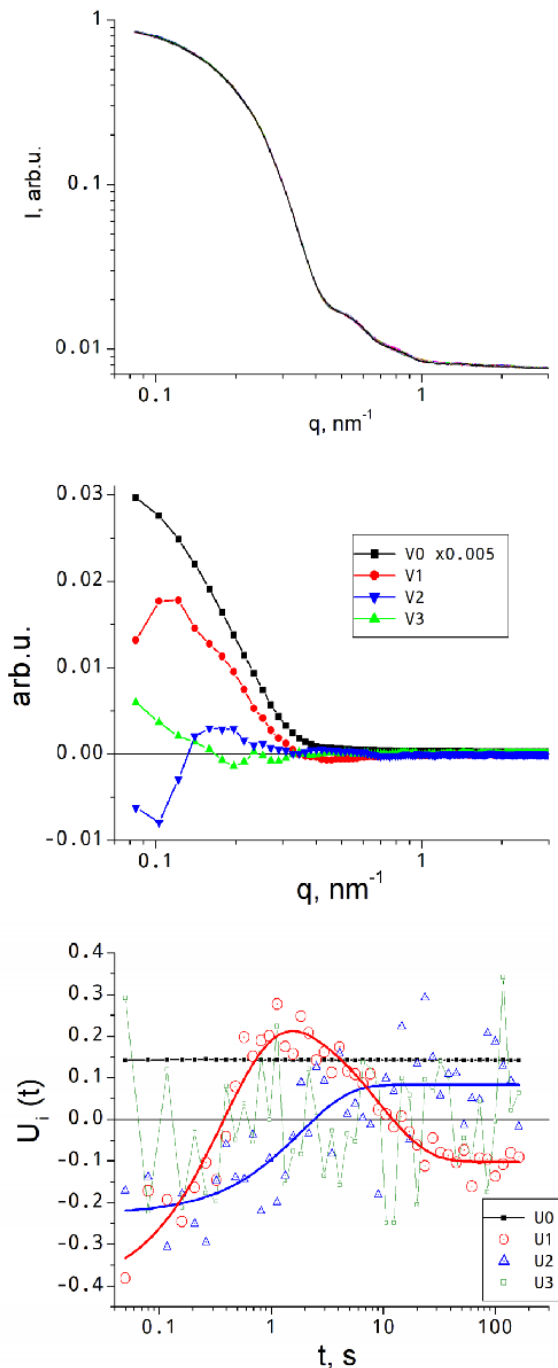 1
0.1
0.01
I, arb.u.
0.1
1
q, nm⁻¹
0.03
0.02
0.01
0.00
-0.01
arb.u.
V0 x0.005
V1
V2
V3
0.1
1
q, nm⁻¹
0.4
0.3
0.2
0.1
0.0
-0.1
-0.2
-0.3
-0.4
Uᵢ (t)
U0
U1
U2
U3
0.1
1
10
100
t, s